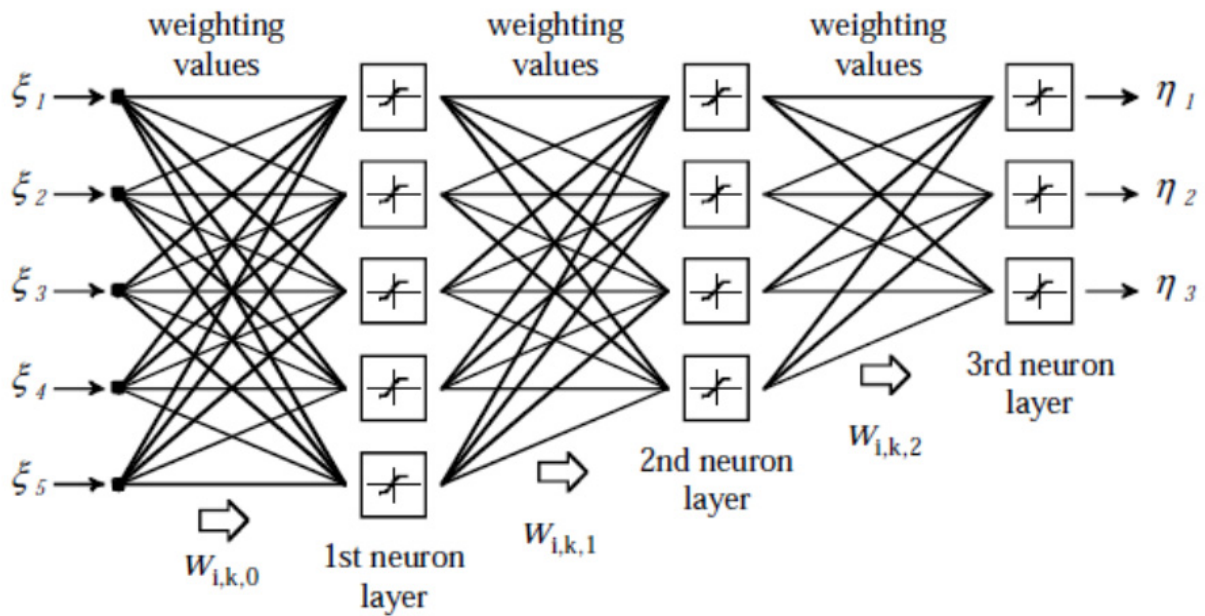 weighting
values
weighting
values
weighting
values
ξ 1
η 1
ξ 2
η 2
ξ 3
η 3
ξ 4
ξ 5
3rd neuron
layer
W i,k,2
2nd neuron
layer
W i,k,1
1st neuron
layer
W i,k,0